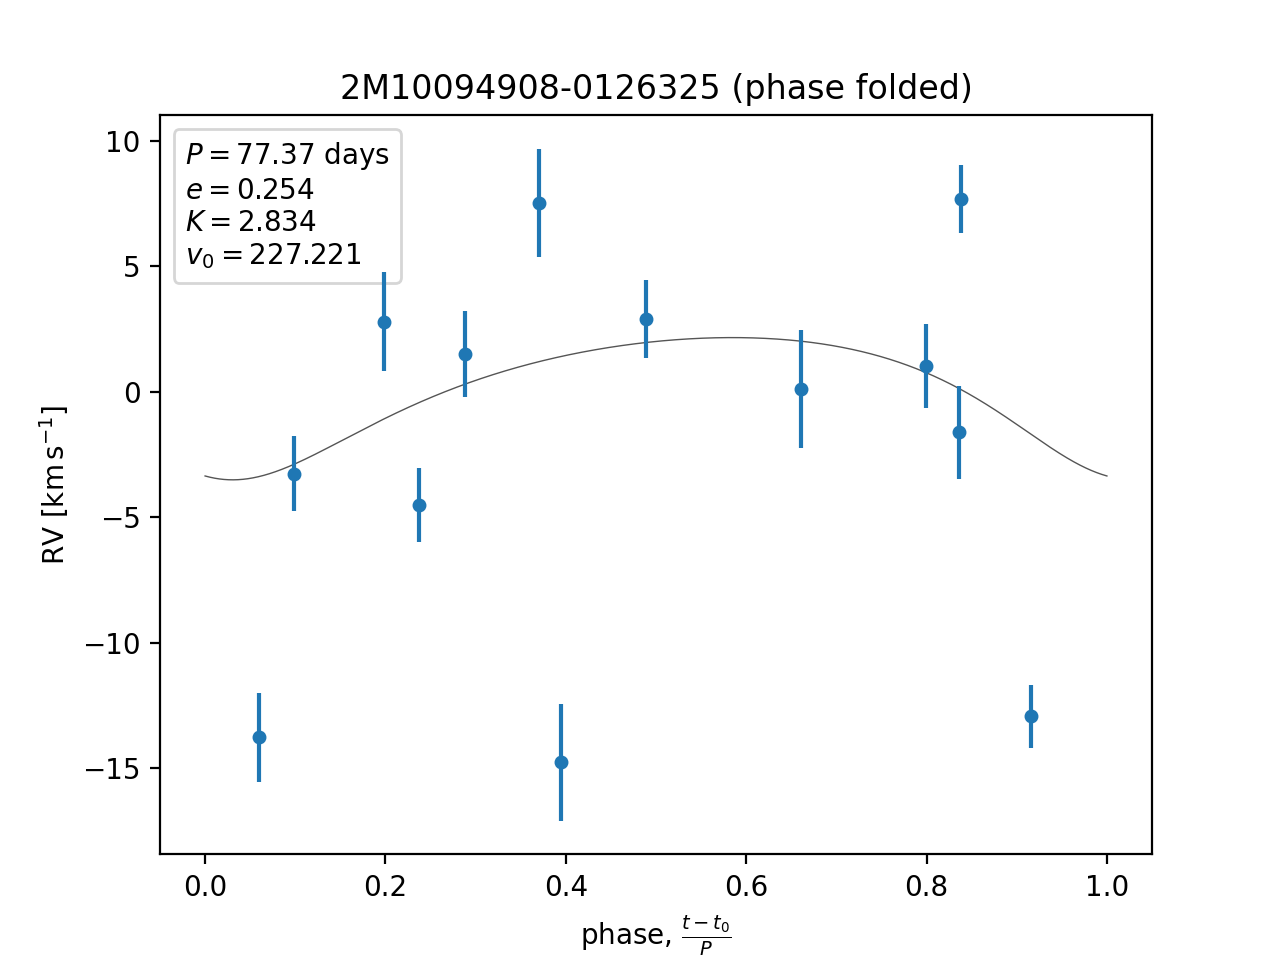 2M10094908-0126325 (phase folded)
P = 77.37 days
e = 0.254
K = 2.834
v₀ = 227.221
10
5
0
−5
−10
−15
RV [km s⁻¹]
0.0 0.2 0.4 0.6 0.8 1.0
phase, (t − t₀)/P